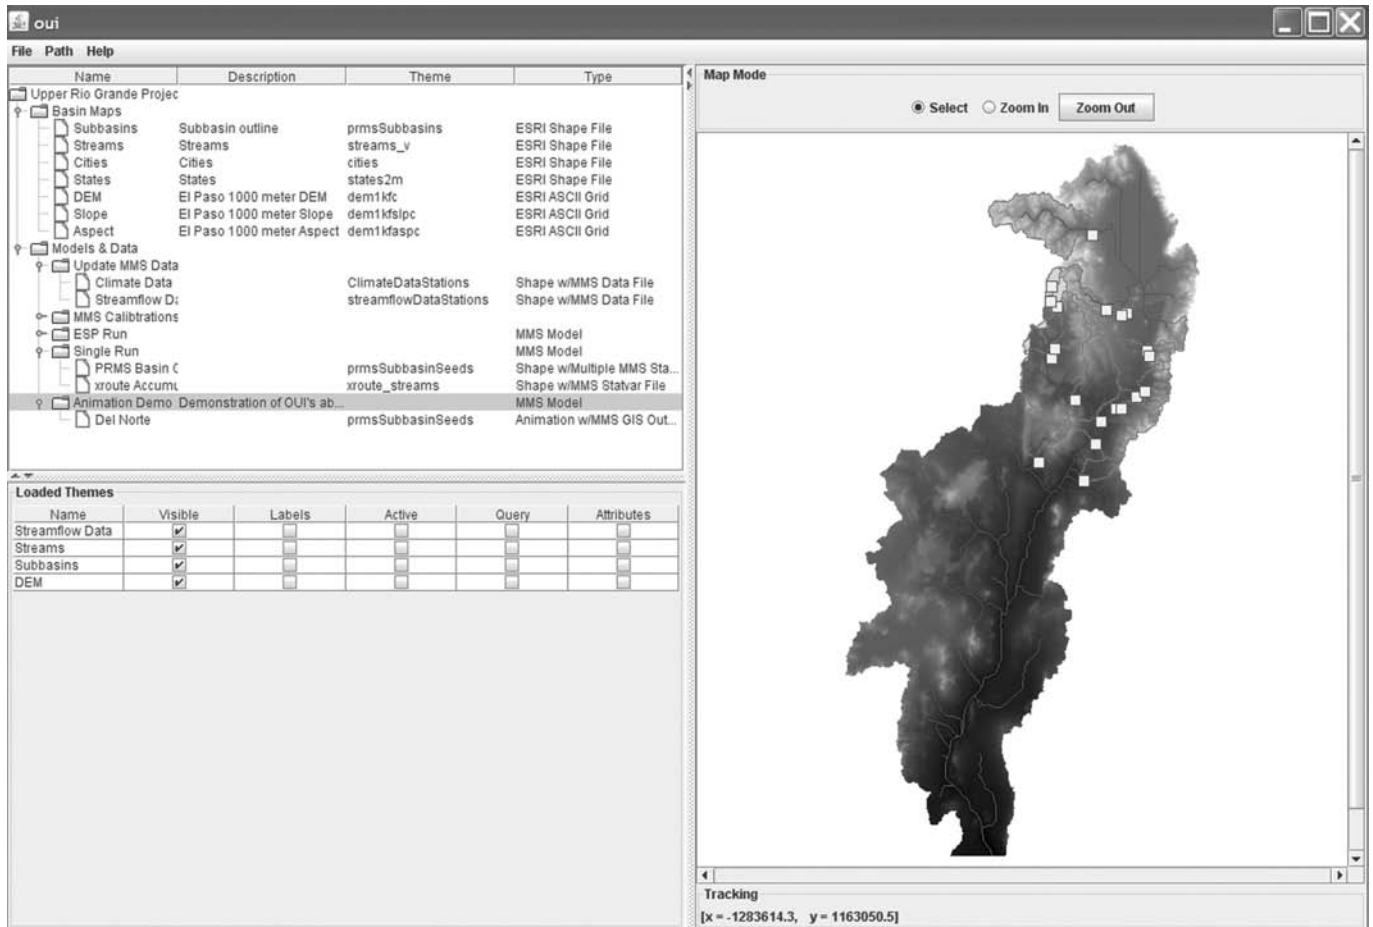 oui
File Path Help
Name Description Theme Type
Upper Rio Grande Projec
Basin Maps
Subbasins Subbasin outline prmsSubbasins ESRI Shape File
Streams Streams streams_v ESRI Shape File
Cities Cities cities ESRI Shape File
States States states2m ESRI Shape File
DEM El Paso 1000 meter DEM dem1kfc ESRI ASCII Grid
Slope El Paso 1000 meter Slope dem1kfslpc ESRI ASCII Grid
Aspect El Paso 1000 meter Aspect dem1kfaspc ESRI ASCII Grid
Models & Data
Update MMS Data
Climate Data ClimateDataStations Shape w/MMS Data File
Streamflow Da streamflowDataStations Shape w/MMS Data File
MMS Calibtrations
ESP Run MMS Model
Single Run MMS Model
PRMS Basin C prmsSubbasinSeeds Shape w/Multiple MMS Sta...
xroute Accumu xroute_streams Shape w/MMS Statvar File
Animation Demo Demonstration of OUI's ab... MMS Model
Del Norte prmsSubbasinSeeds Animation w/MMS GIS Out...
Loaded Themes
Name Visible Labels Active Query Attributes
Streamflow Data
Streams
Subbasins
DEM
Map Mode
Select Zoom In Zoom Out
Tracking
[x = -1283614.3, y = 1163050.5]